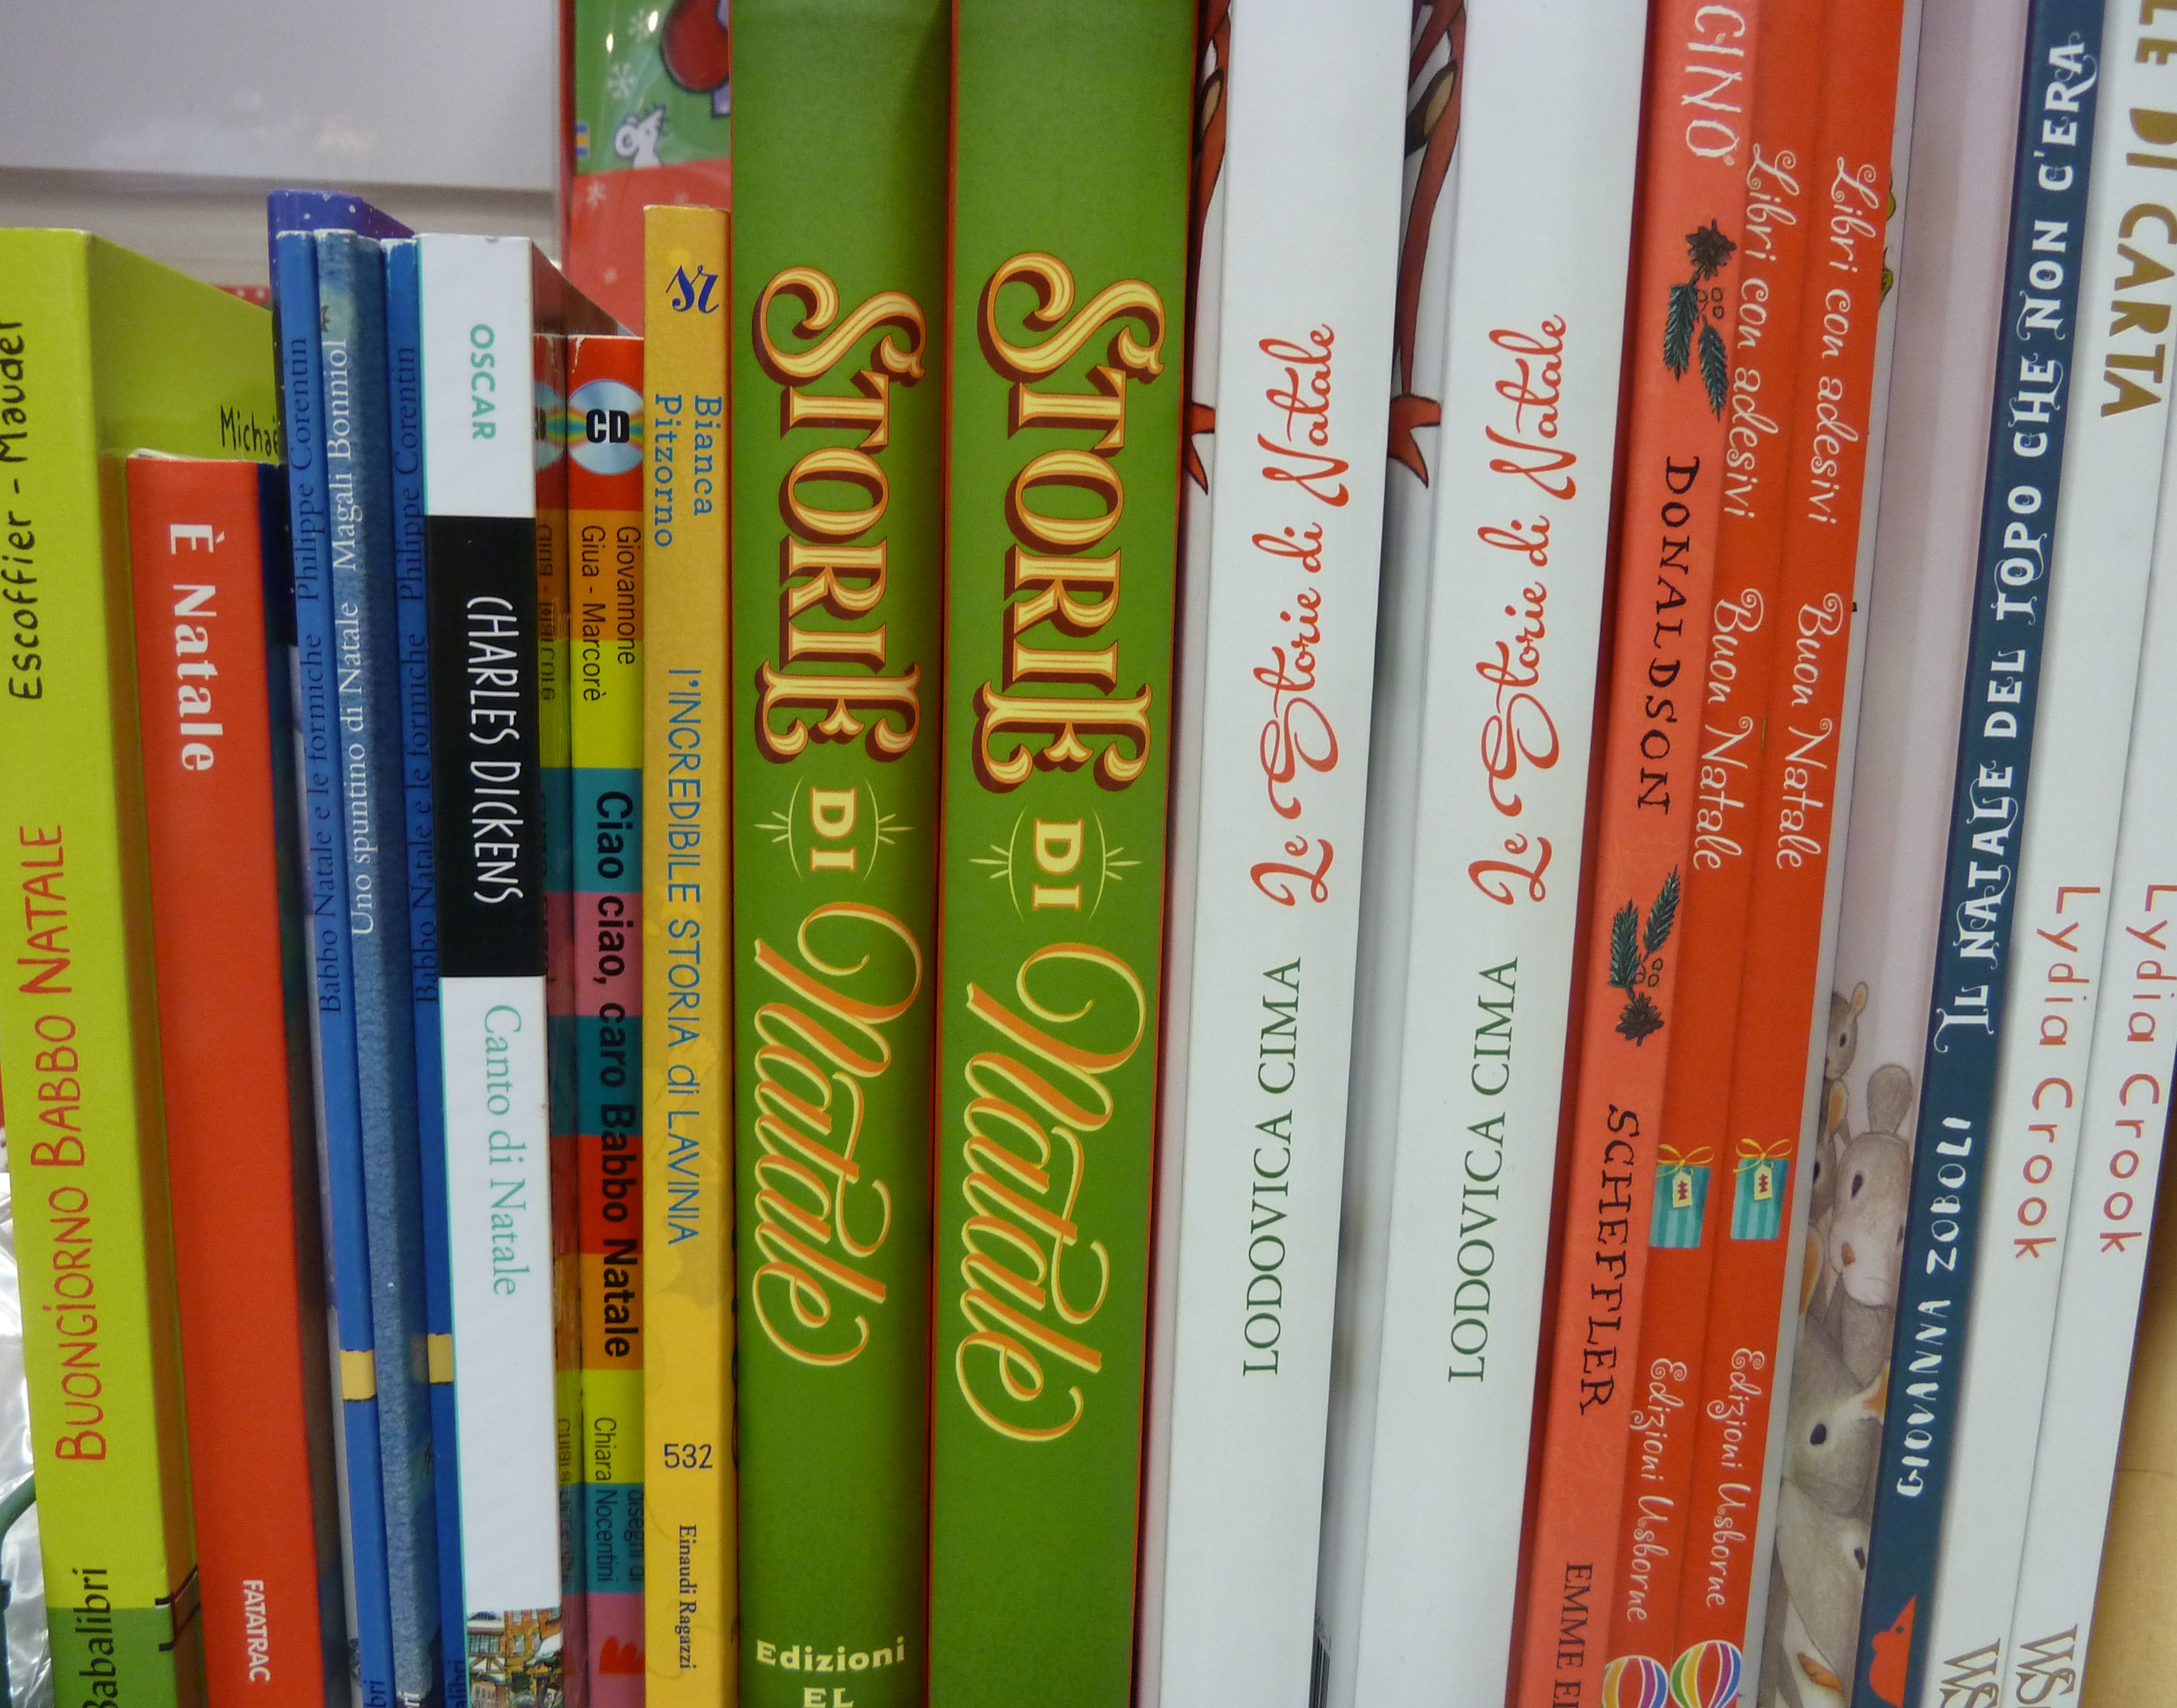 Escoffier - Maudet
BUONGIORNO BABBO NATALE
Babalibri
È Natale
FATATRAC
Babbo Natale e le formiche Philippe Corentin
Uno spuntino di Natale Magali Bonniol
Babbo Natale e le formiche Philippe Corentin
OSCAR
CHARLES DICKENS
Canto di Natale
CD
Giovannone
Giua - Marcorè
Ciao ciao, caro Babbo Natale
disegni di
Chiara Nocentini
Bianca
Pitzorno
l'INCREDIBILE STORIA di LAVINIA
532
Einaudi Ragazzi
STORIE DI Natale
Edizioni
EL
STORIE DI Natale
LODOVICA CIMA Le Storie di Natale
LODOVICA CIMA Le Storie di Natale
DONALDSON SCHEFFLER
EMME
Libri con adesivi Buon Natale Edizioni Usborne
Libri con adesivi Buon Natale Edizioni Usborne
GIOVANNA ZOBOLI IL NATALE DEL TOPO CHE NON C'ERA
Lydia Crook
DI CARTA
Lydia Crook